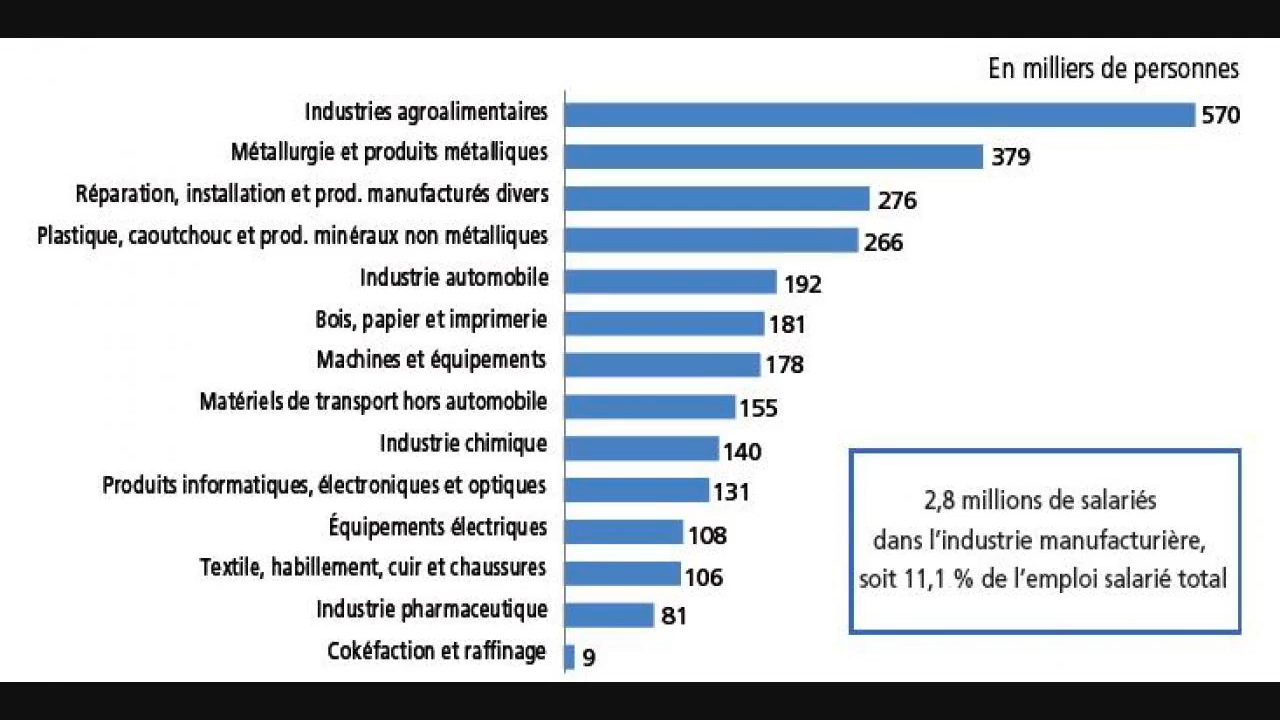 En milliers de personnes
Industries agroalimentaires 570
Métallurgie et produits métalliques 379
Réparation, installation et prod. manufacturés divers 276
Plastique, caoutchouc et prod. minéraux non métalliques 266
Industrie automobile 192
Bois, papier et imprimerie 181
Machines et équipements 178
Matériels de transport hors automobile 155
Industrie chimique 140
Produits informatiques, électroniques et optiques 131
Équipements électriques 108
Textile, habillement, cuir et chaussures 106
Industrie pharmaceutique 81
Cokéfaction et raffinage 9
2,8 millions de salariés
dans l'industrie manufacturière,
soit 11,1 % de l'emploi salarié total